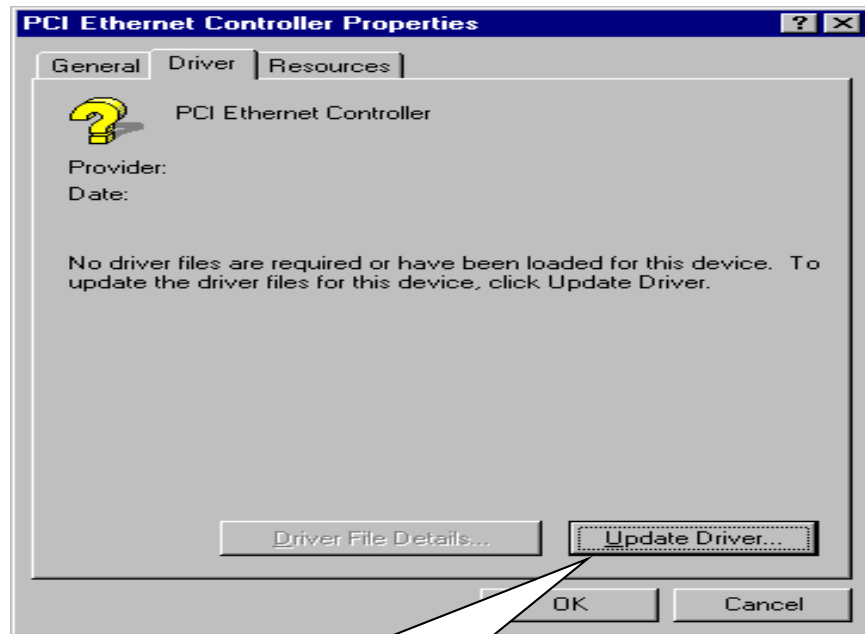 PCI Ethernet Controller Properties
General Driver Resources
PCI Ethernet Controller
Provider:
Date:
No driver files are required or have been loaded for this device. To
update the driver files for this device, click Update Driver.
Driver File Details... Update Driver...
OK Cancel